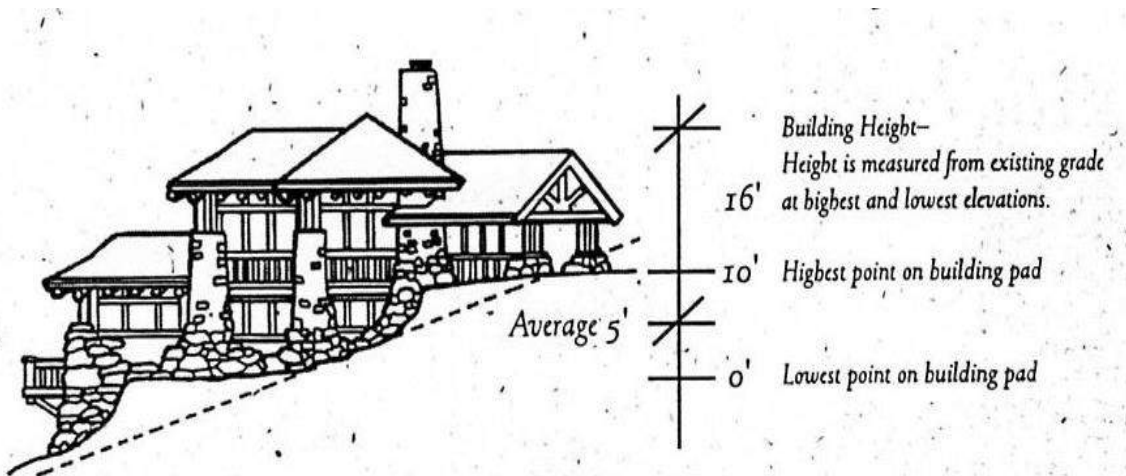 Building Height–
Height is measured from existing grade
16' at highest and lowest elevations.
10' Highest point on building pad
Average 5'
0' Lowest point on building pad